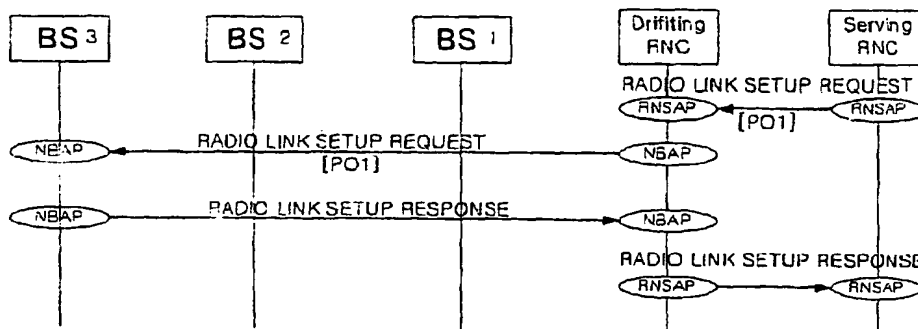 BS 3
BS 2
BS 1
Drifiting RNC
Serving RNC
RADIO LINK SETUP REQUEST
RNSAP
RNSAP
[PO1]
NBAP
RADIO LINK SETUP REQUEST
NBAP
[PO1]
NBAP
RADIO LINK SETUP RESPONSE
NBAP
RADIO LINK SETUP RESPONSE
RNSAP
RNSAP